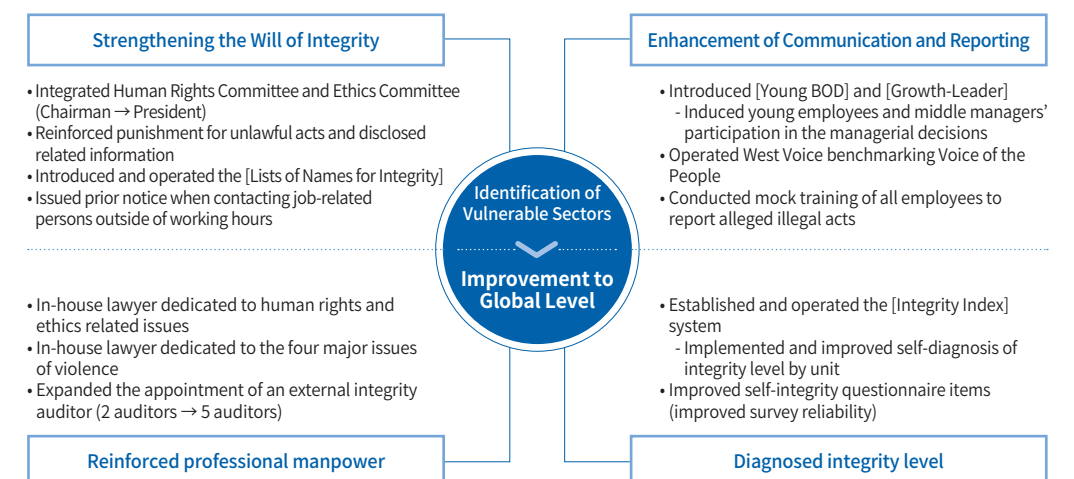 Strengthening the Will of Integrity
• Integrated Human Rights Committee and Ethics Committee
(Chairman → President)
• Reinforced punishment for unlawful acts and disclosed
related information
• Introduced and operated the [Lists of Names for Integrity]
• Issued prior notice when contacting job-related
persons outside of working hours
Enhancement of Communication and Reporting
• Introduced [Young BOD] and [Growth-Leader]
- Induced young employees and middle managers'
participation in the managerial decisions
• Operated West Voice benchmarking Voice of the
People
• Conducted mock training of all employees to
report alleged illegal acts
Identification of
Vulnerable Sectors
Improvement to
Global Level
• In-house lawyer dedicated to human rights and
ethics related issues
• In-house lawyer dedicated to the four major issues
of violence
• Expanded the appointment of an external integrity
auditor (2 auditors → 5 auditors)
Reinforced professional manpower
• Established and operated the [Integrity Index]
system
- Implemented and improved self-diagnosis of
integrity level by unit
• Improved self-integrity questionnaire items
(improved survey reliability)
Diagnosed integrity level